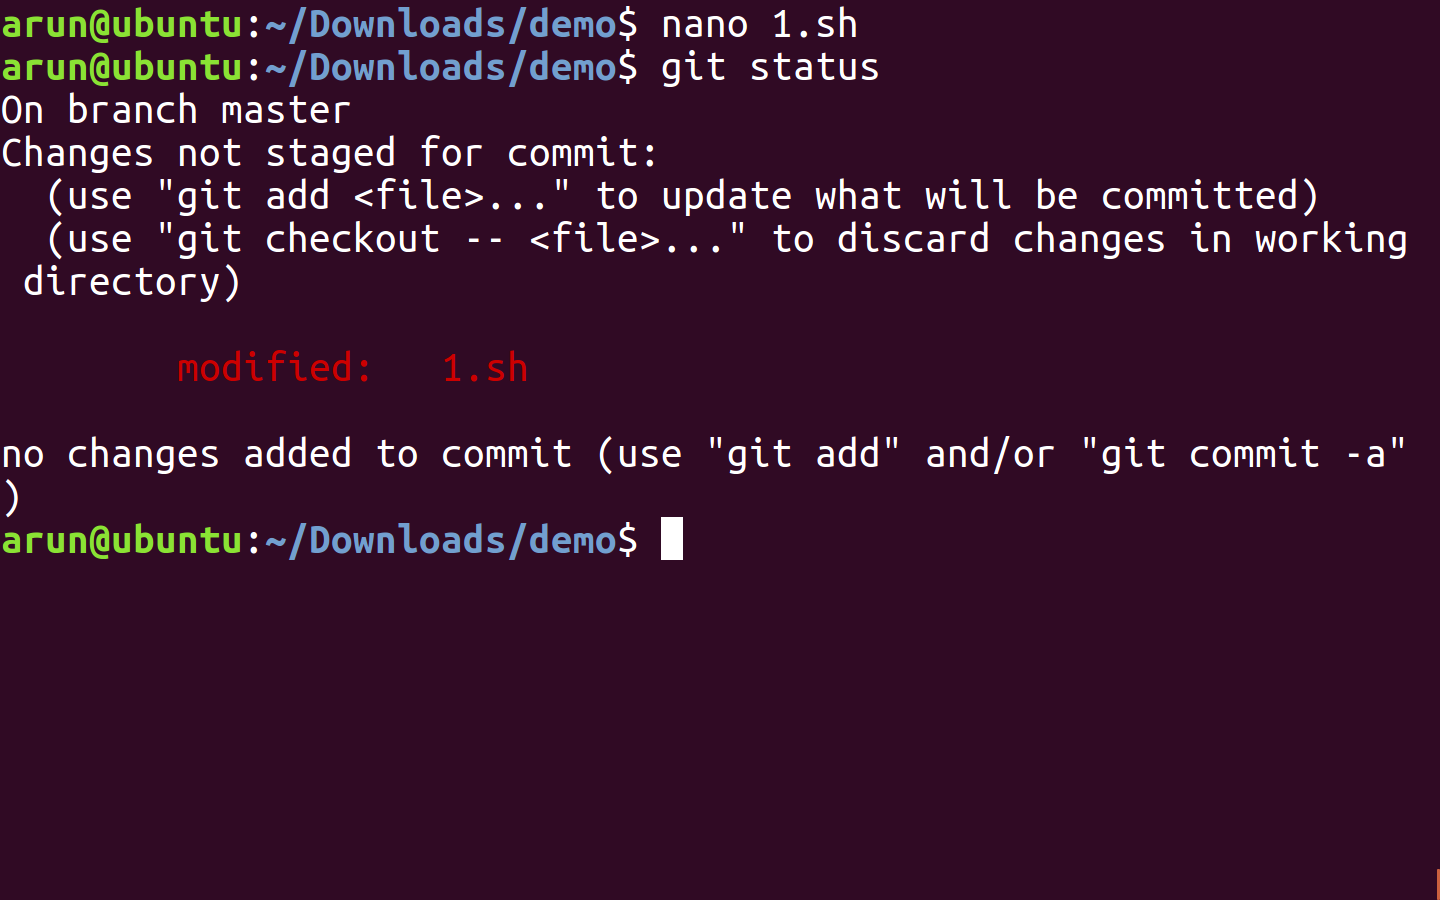 arun@ubuntu:~/Downloads/demo$ nano 1.sh
arun@ubuntu:~/Downloads/demo$ git status
On branch master
Changes not staged for commit:
  (use "git add <file>..." to update what will be committed)
  (use "git checkout -- <file>..." to discard changes in working
 directory)
        modified:   1.sh
no changes added to commit (use "git add" and/or "git commit -a"
)
arun@ubuntu:~/Downloads/demo$